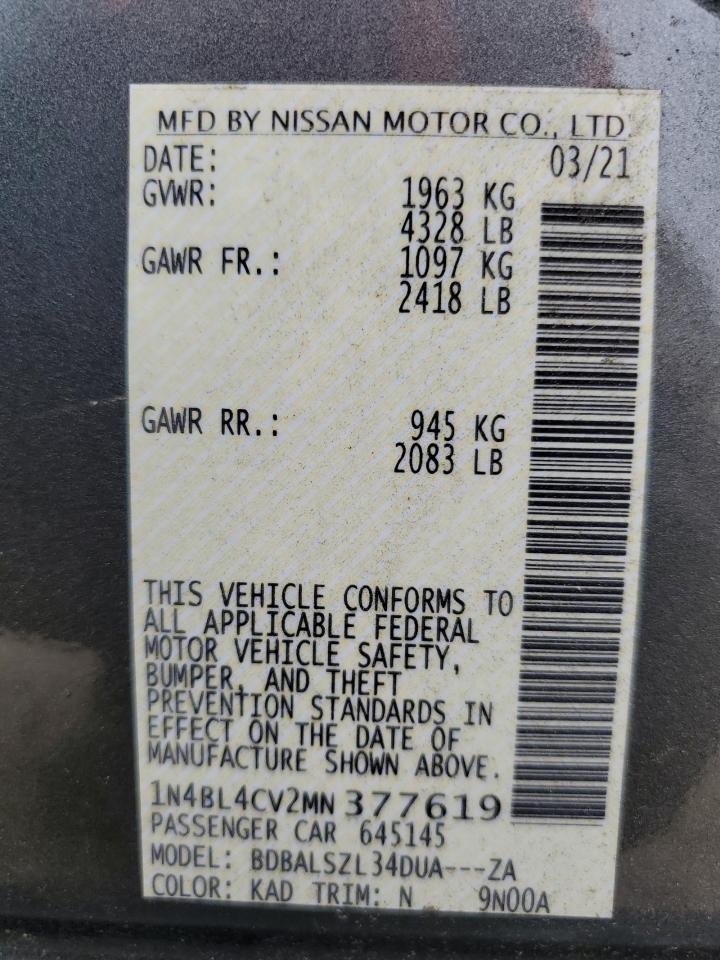 MFD BY NISSAN MOTOR CO., LTD.
DATE: 03/21
GVWR: 1963 KG
4328 LB
GAWR FR.: 1097 KG
2418 LB
GAWR RR.: 945 KG
2083 LB
THIS VEHICLE CONFORMS TO
ALL APPLICABLE FEDERAL
MOTOR VEHICLE SAFETY,
BUMPER, AND THEFT
PREVENTION STANDARDS IN
EFFECT ON THE DATE OF
MANUFACTURE SHOWN ABOVE.
1N4BL4CV2MN377619
PASSENGER CAR 645145
MODEL: BDBALSZL34DUA---ZA
COLOR: KAD TRIM: N 9N00A